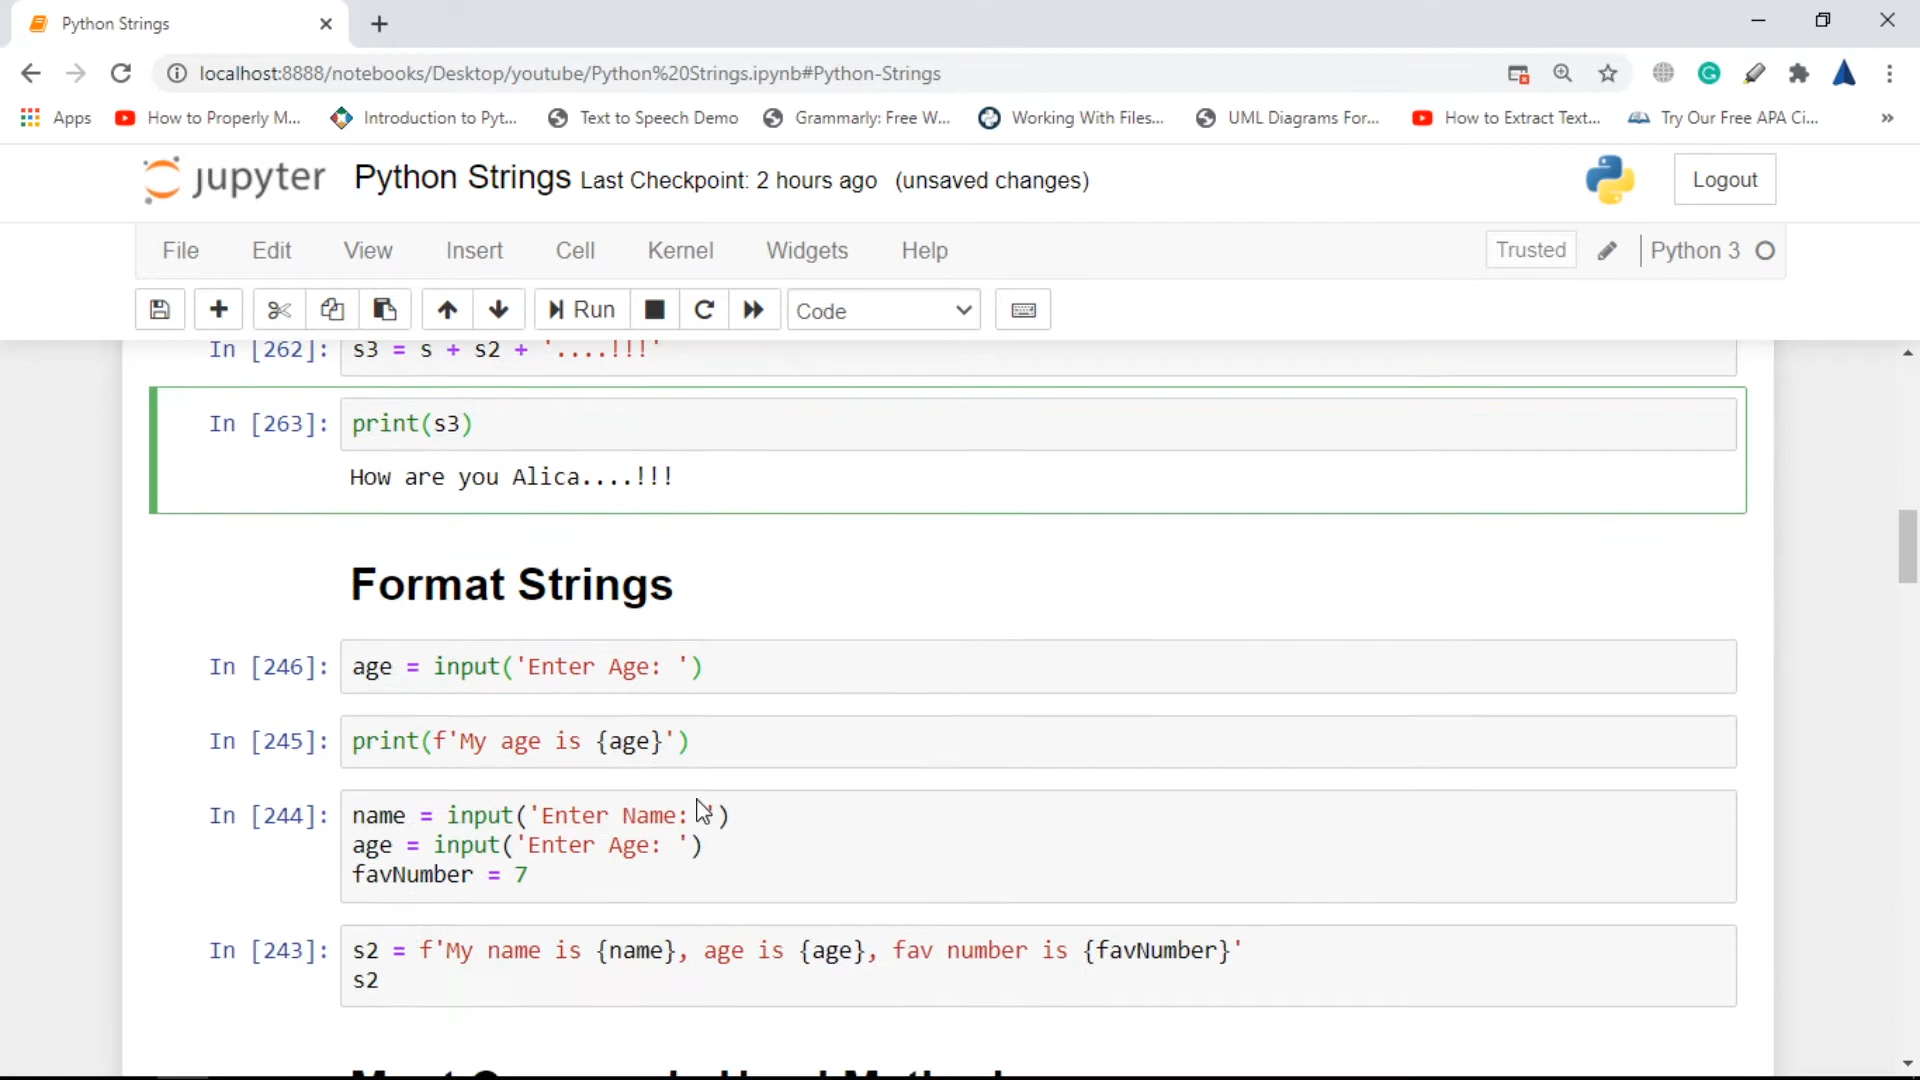 Python Strings
localhost:8888/notebooks/Desktop/youtube/Python%20Strings.ipynb#Python-Strings
Apps How to Properly M... Introduction to Pyt... Text to Speech Demo Grammarly: Free W... Working With Files... UML Diagrams For... How to Extract Text... Try Our Free APA Ci... »
jupyter Python Strings Last Checkpoint: 2 hours ago (unsaved changes) Logout
File Edit View Insert Cell Kernel Widgets Help Trusted Python 3
Run Code
In [262]: s3 = s + s2 + '....!!!'
In [263]: print(s3)
How are you Alica....!!!
Format Strings
In [246]: age = input('Enter Age: ')
In [245]: print(f'My age is {age}')
In [244]: name = input('Enter Name: ')
age = input('Enter Age: ')
favNumber = 7
In [243]: s2 = f'My name is {name}, age is {age}, fav number is {favNumber}'
s2